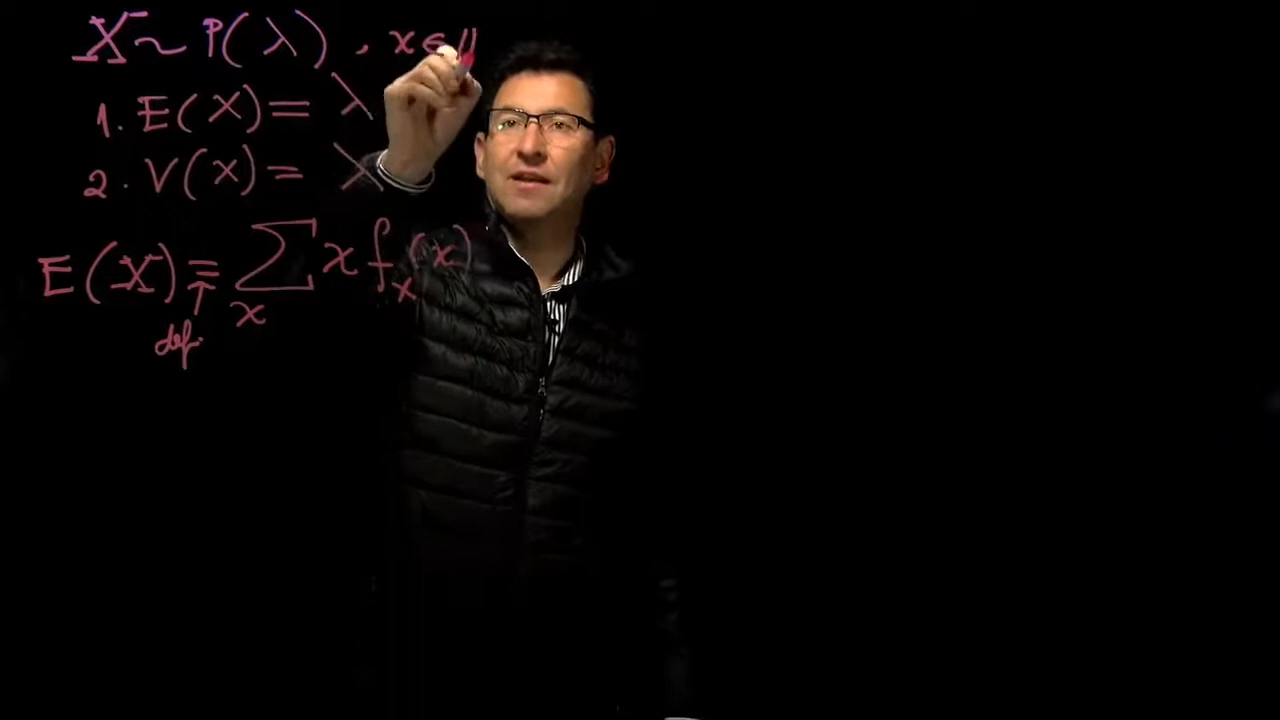 X ~ P(λ) , x ∈
1. E(X) = λ
2. V(X) = λ
E(X) = ∑ x f_x(x)
def. x